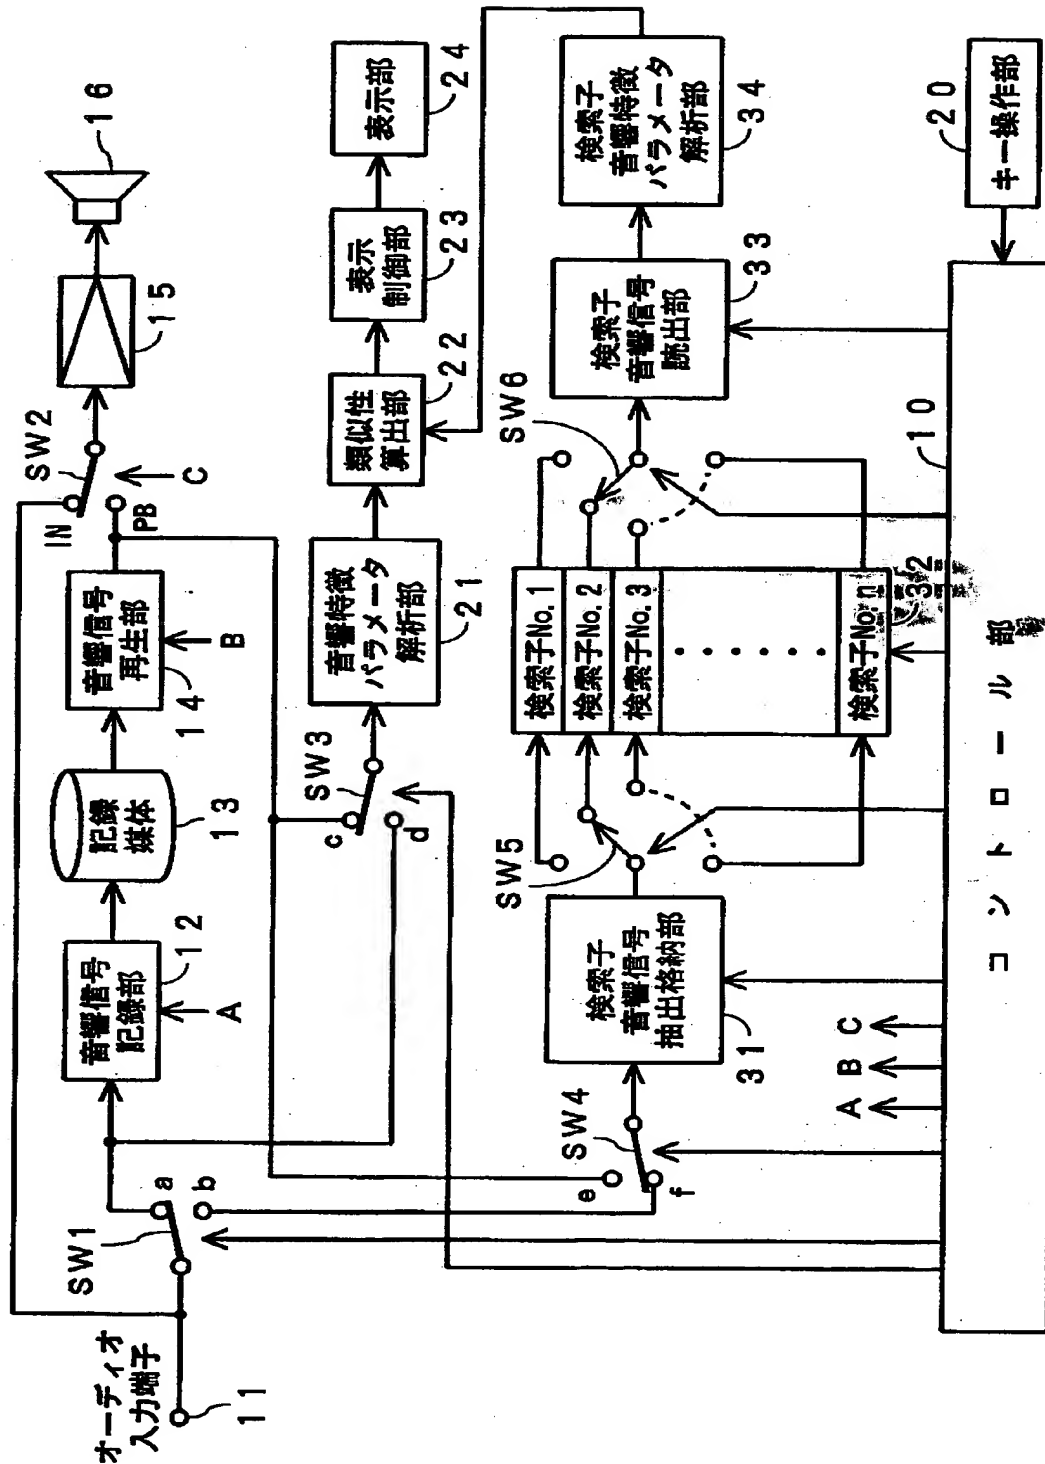 オーディオ
入力端子
11
SW1
a
b
音響信号
記録部
12
A
記録
媒体
13
音響信号
再生部
14
B
IN
PB
SW2
C
15
16
c
d
SW3
音響特徴
パラメータ
解析部
21
類似性
算出部
22
表示
制御部
23
表示部
24
e
f
SW4
検索子
音響信号
抽出格納部
31
SW5
検索子No.1
検索子No.2
検索子No.3
検索子No.n
32
SW6
検索子
音響信号
読出部
33
検索子
音響特徴
パラメータ
解析部
34
A
B
C
コントロール部
10
キー操作部
20